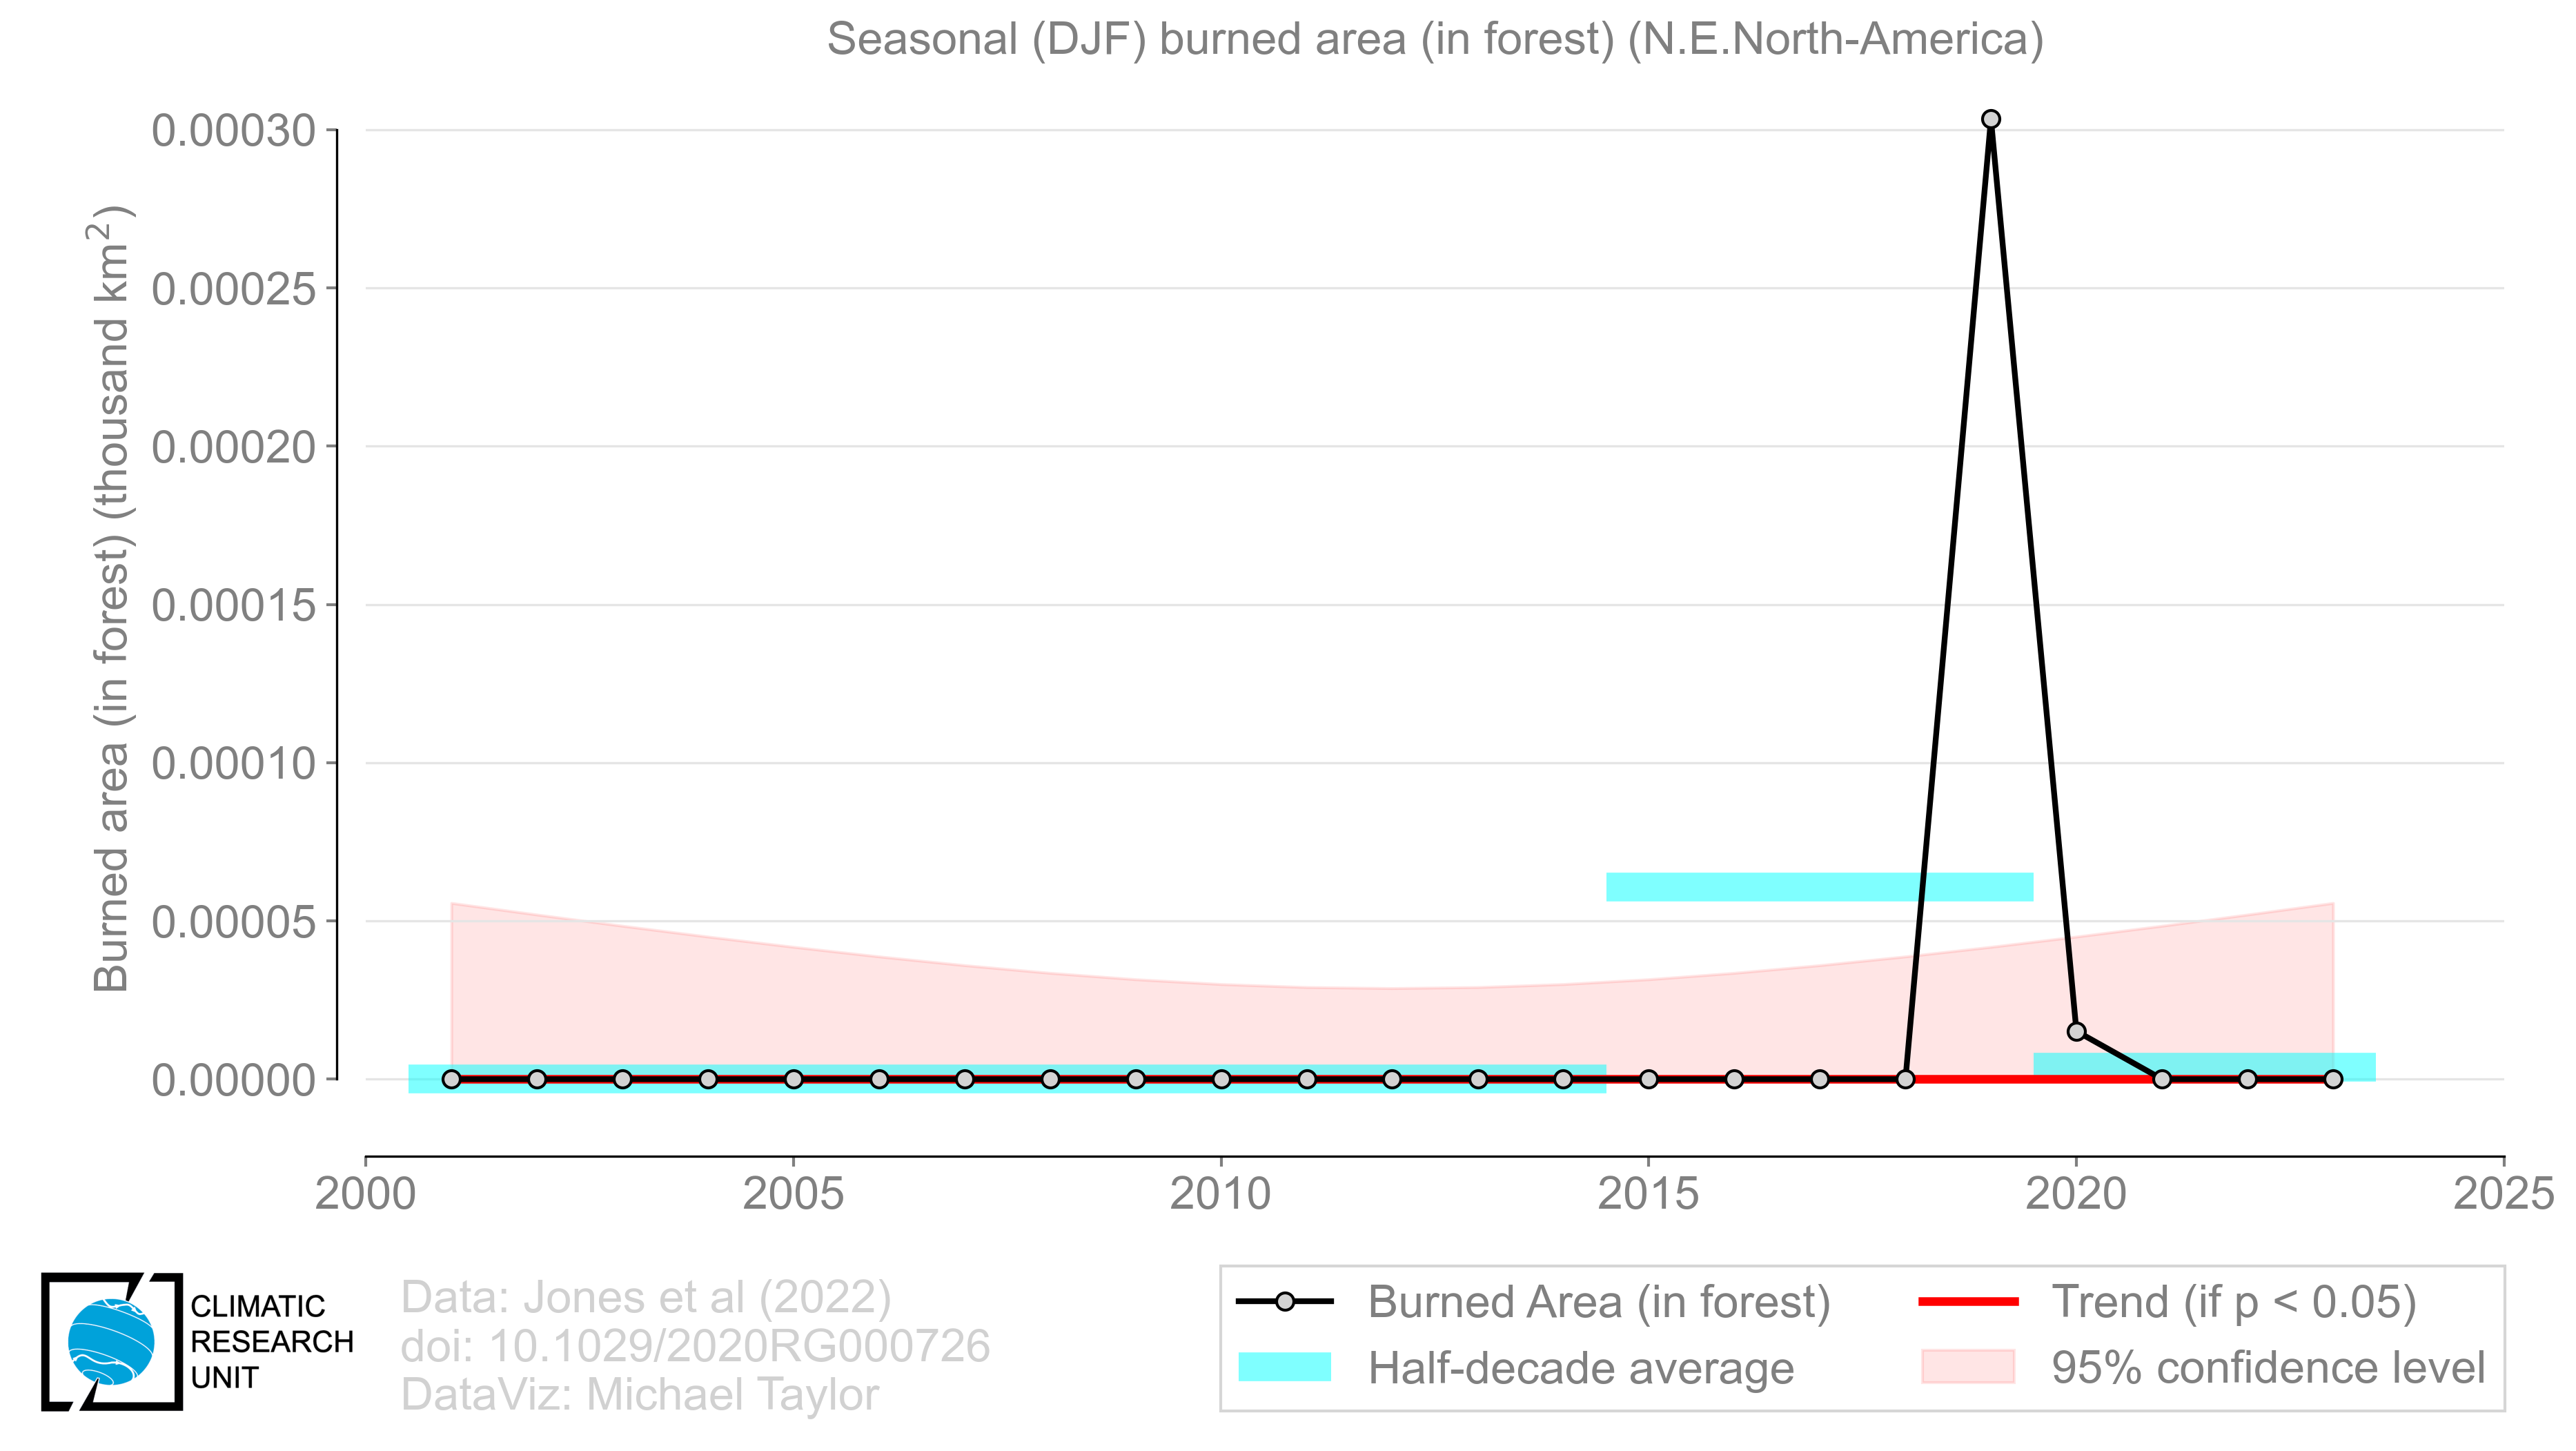 Seasonal (DJF) burned area (in forest) (N.E.North-America)
Burned area (in forest) (thousand km²)
0.00030
0.00025
0.00020
0.00015
0.00010
0.00005
0.00000
2000
2005
2010
2015
2020
2025
CLIMATIC
RESEARCH
UNIT
Data: Jones et al (2022)
doi: 10.1029/2020RG000726
DataViz: Michael Taylor
Burned Area (in forest)
Half-decade average
Trend (if p < 0.05)
95% confidence level